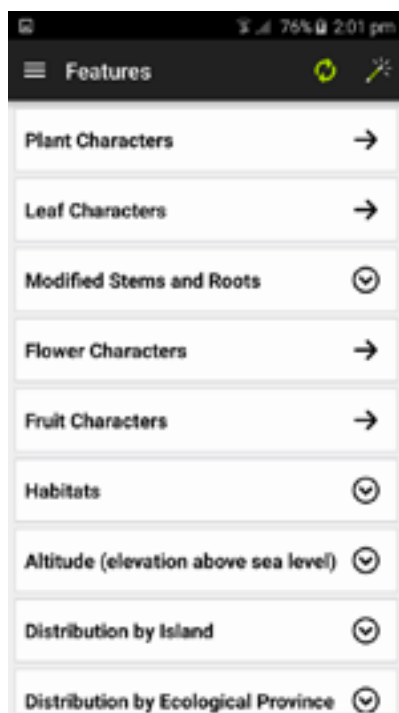 76% 2:01 pm
Features
Plant Characters
Leaf Characters
Modified Stems and Roots
Flower Characters
Fruit Characters
Habitats
Altitude (elevation above sea level)
Distribution by Island
Distribution by Ecological Province